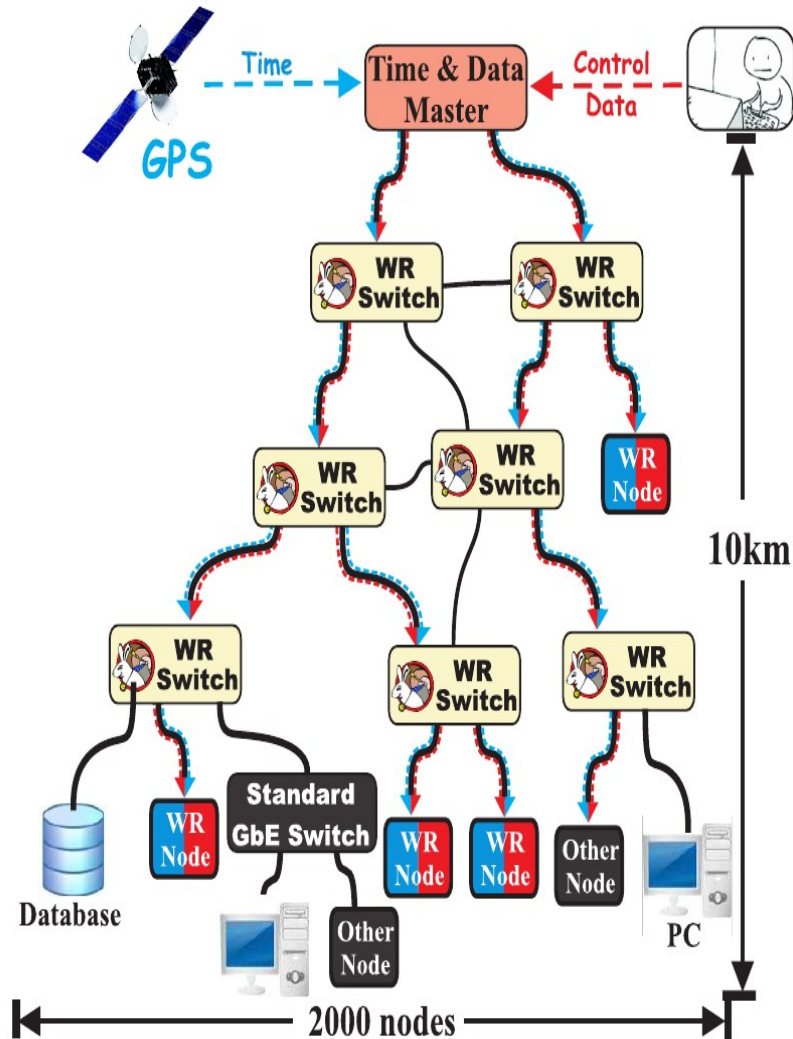 Time
GPS
Time & Data
Master
Control
Data
WR
Switch
WR
Switch
WR
Switch
WR
Switch
WR
Node
10km
WR
Switch
WR
Switch
WR
Switch
Database
WR
Node
Standard
GbE Switch
Other
Node
WR
Node
WR
Node
Other
Node
PC
2000 nodes